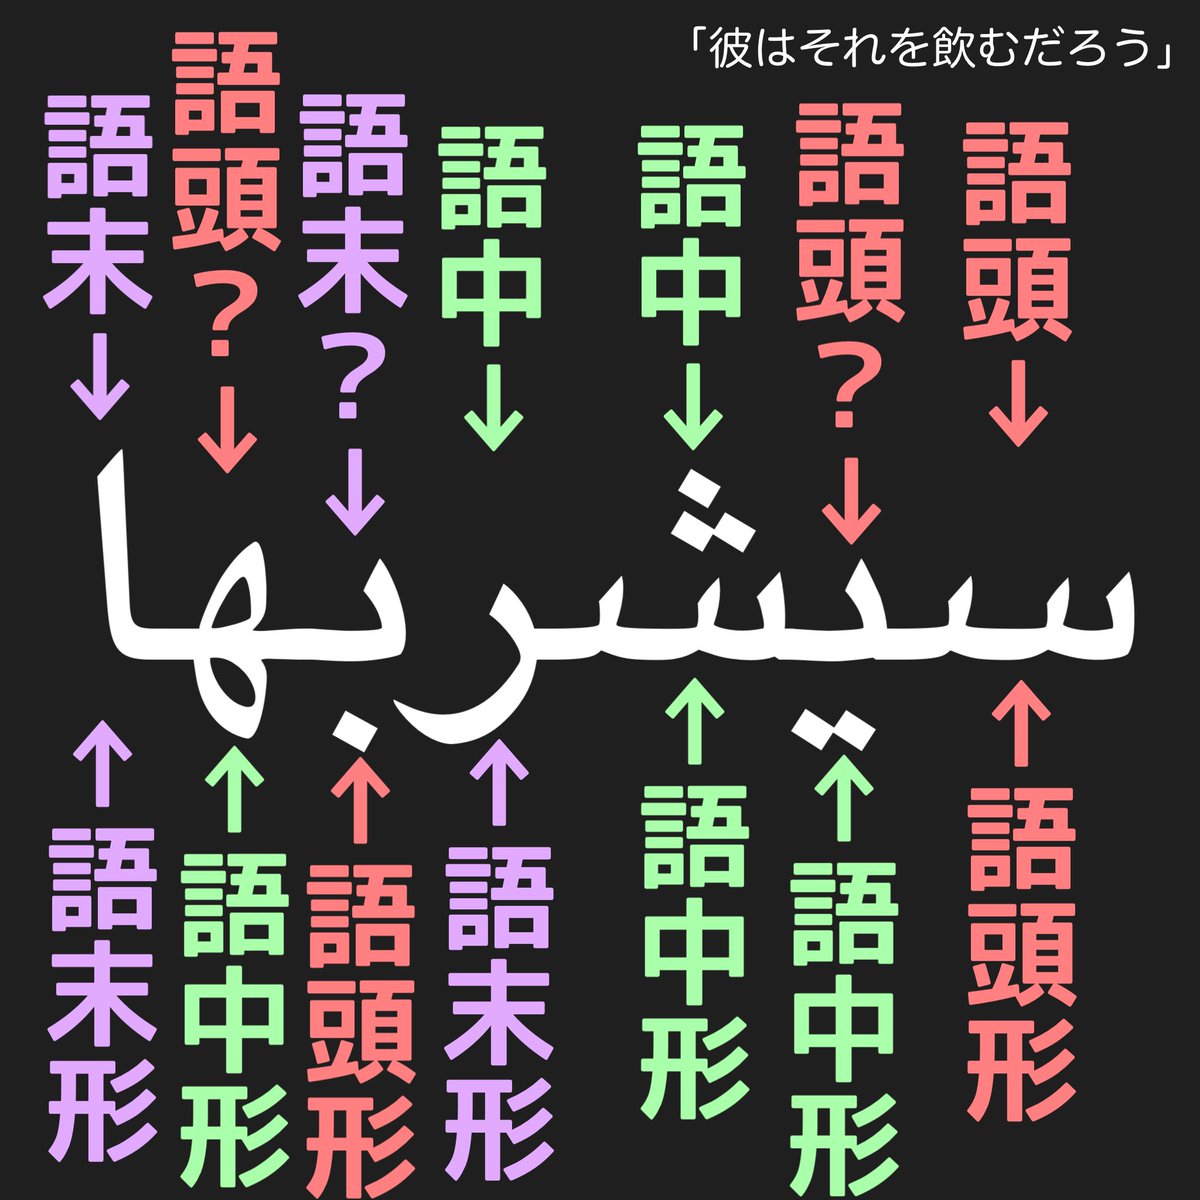 「彼はそれを飲むだろう」
語末↓
語頭?↓
語末?↓
語中↓
語中↓
語頭?↓
語頭↓
سيشربها
↑語末形
↑語中形
↑語頭形
↑語末形
↑語中形
↑語中形
↑語頭形